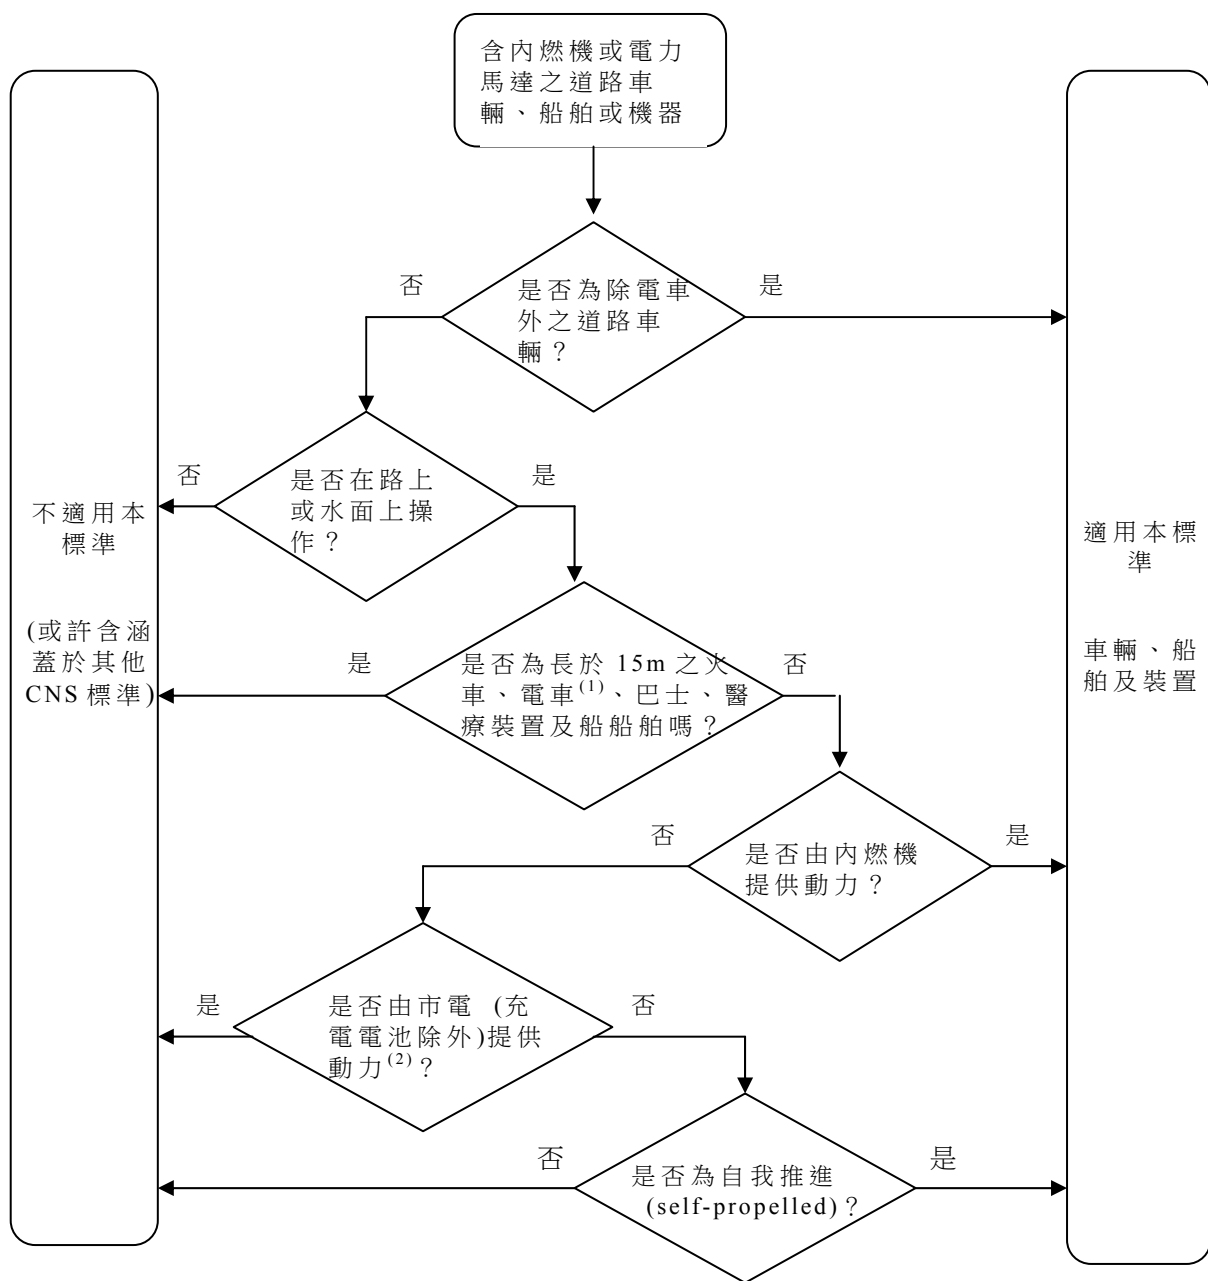 含內燃機或電力
馬達之道路車
輛、船舶或機器
否
是否為除電車
外之道路車
輛？
是
否
是否在路上
或水面上操
作？
是
不適用本
標準
(或許含涵
蓋於其他
CNS 標準)
適用本標
準
車輛、船
舶及裝置
是
是否為長於 15m 之火
車、電車(1)、巴士、醫
療裝置及船船舶嗎？
否
否
是否由內燃機
提供動力？
是
是
是否由市電 (充
電電池除外)提供
動力(2)？
否
否
是否為自我推進
(self-propelled)？
是